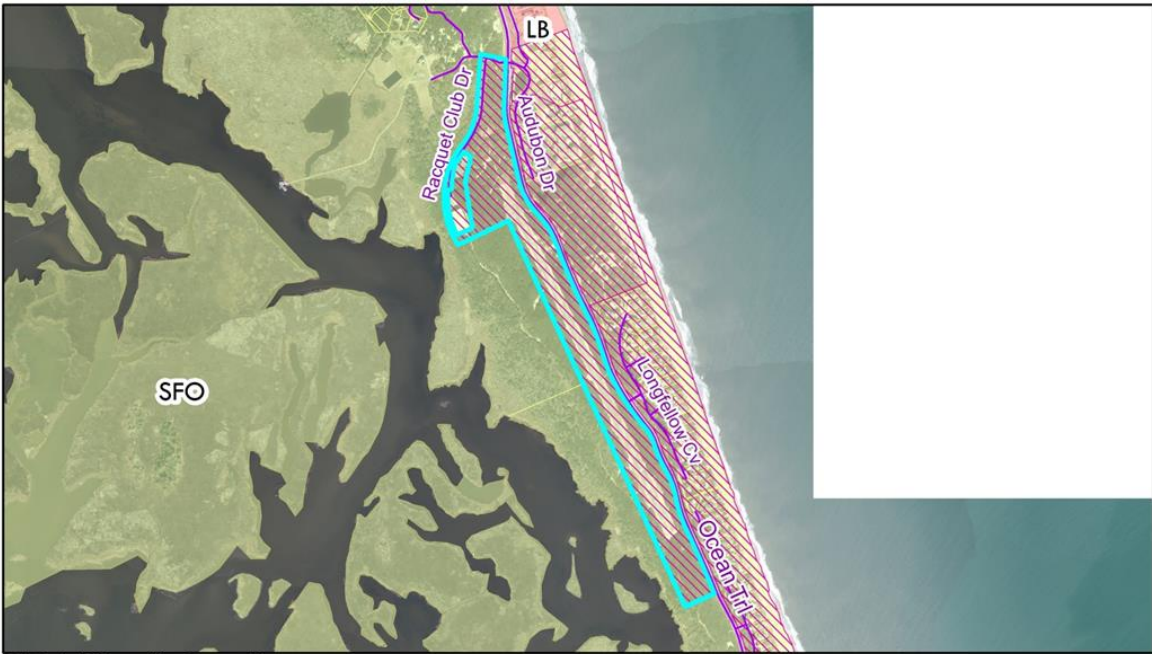 LB
Racquet Club Dr
Audubon Dr
SFO
Longfellow Cv
Ocean Trl